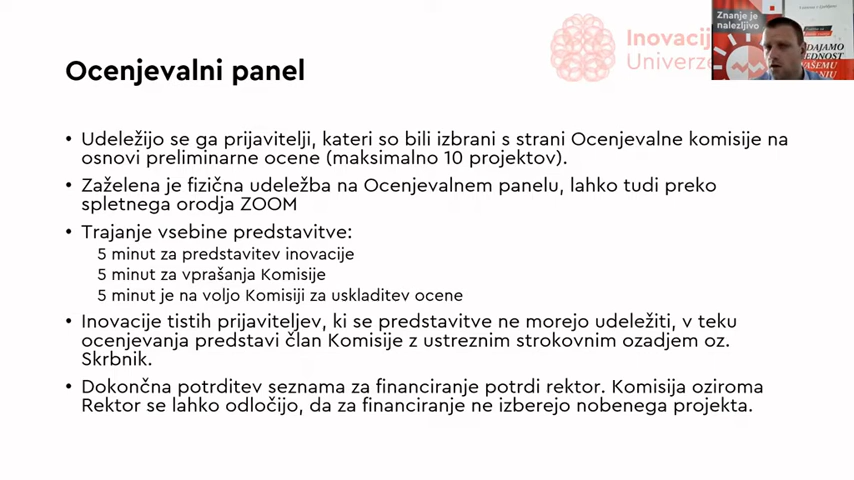 Inovacij
Univerze
Znanje je
nalezljivo
DAJAMO
EDNOST
VAŠEMU
Ocenjevalni panel
• Udeležijo se ga prijavitelji, kateri so bili izbrani s strani Ocenjevalne komisije na
osnovi preliminarne ocene (maksimalno 10 projektov).
• Zaželena je fizična udeležba na Ocenjevalnem panelu, lahko tudi preko
spletnega orodja ZOOM
• Trajanje vsebine predstavitve:
5 minut za predstavitev inovacije
5 minut za vprašanja Komisije
5 minut je na voljo Komisiji za uskladitev ocene
• Inovacije tistih prijaviteljev, ki se predstavitve ne morejo udeležiti, v teku
ocenjevanja predstavi član Komisije z ustreznim strokovnim ozadjem oz.
Skrbnik.
• Dokončna potrditev seznama za financiranje potrdi rektor. Komisija oziroma
Rektor se lahko odločijo, da za financiranje ne izberejo nobenega projekta.